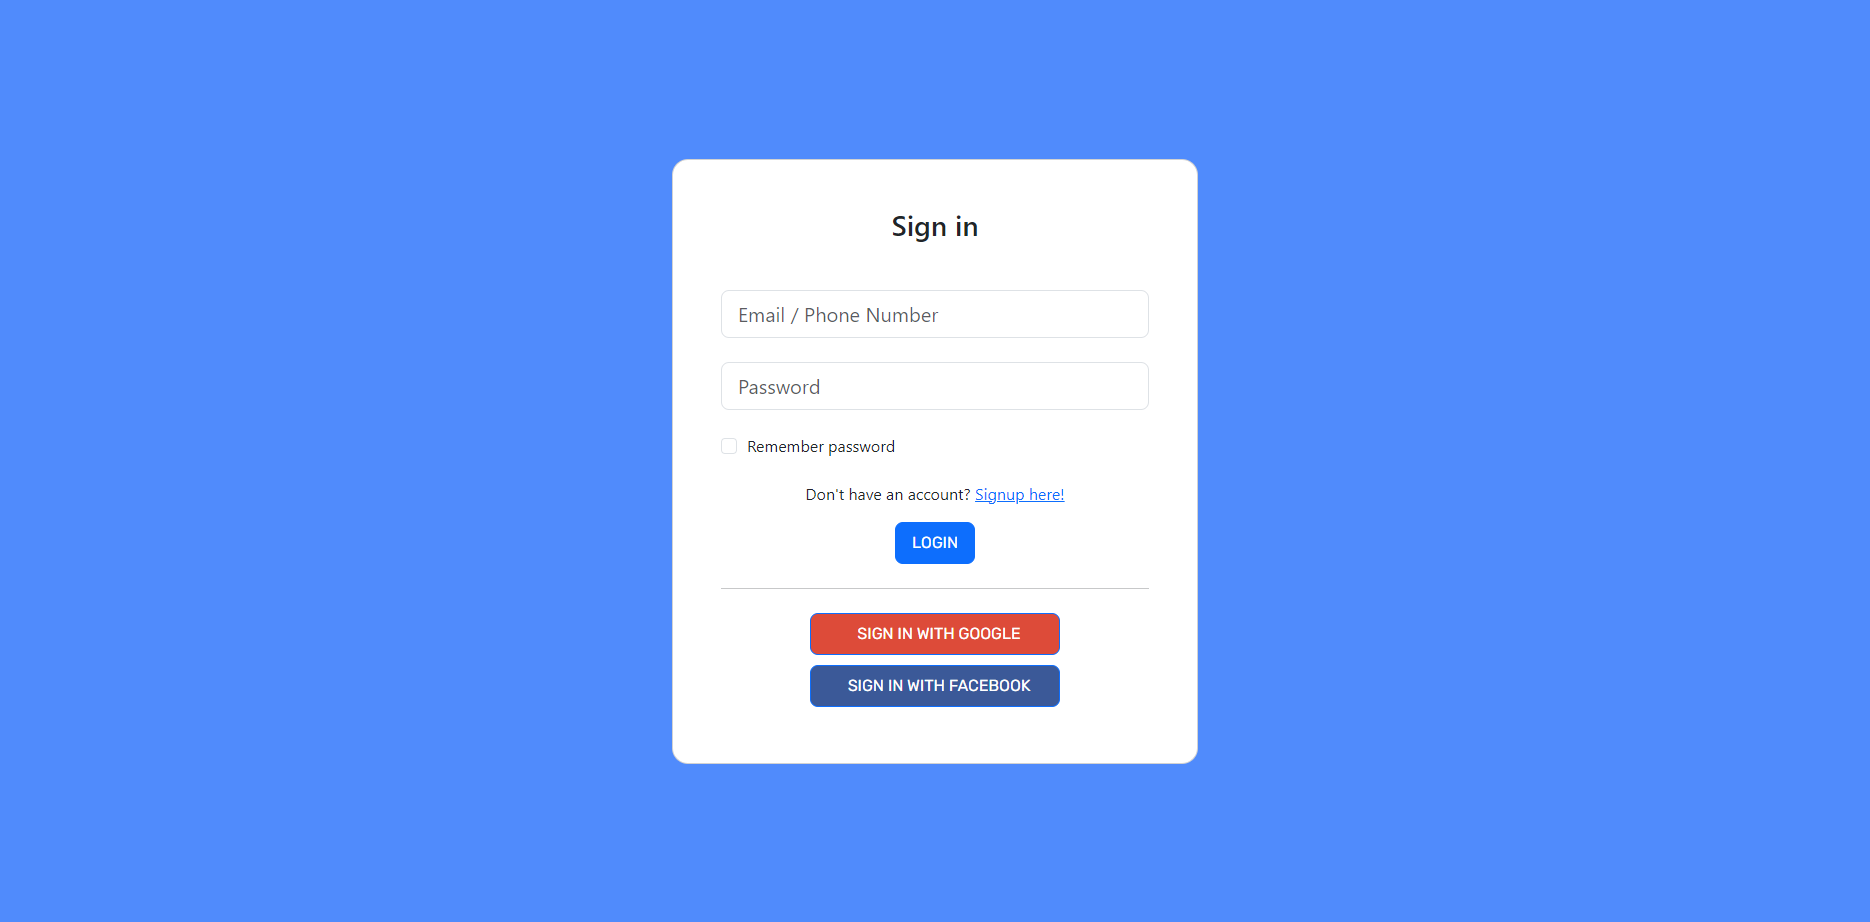 Sign in
Email / Phone Number
Password
Remember password
Don't have an account? Signup here!
LOGIN
SIGN IN WITH GOOGLE
SIGN IN WITH FACEBOOK